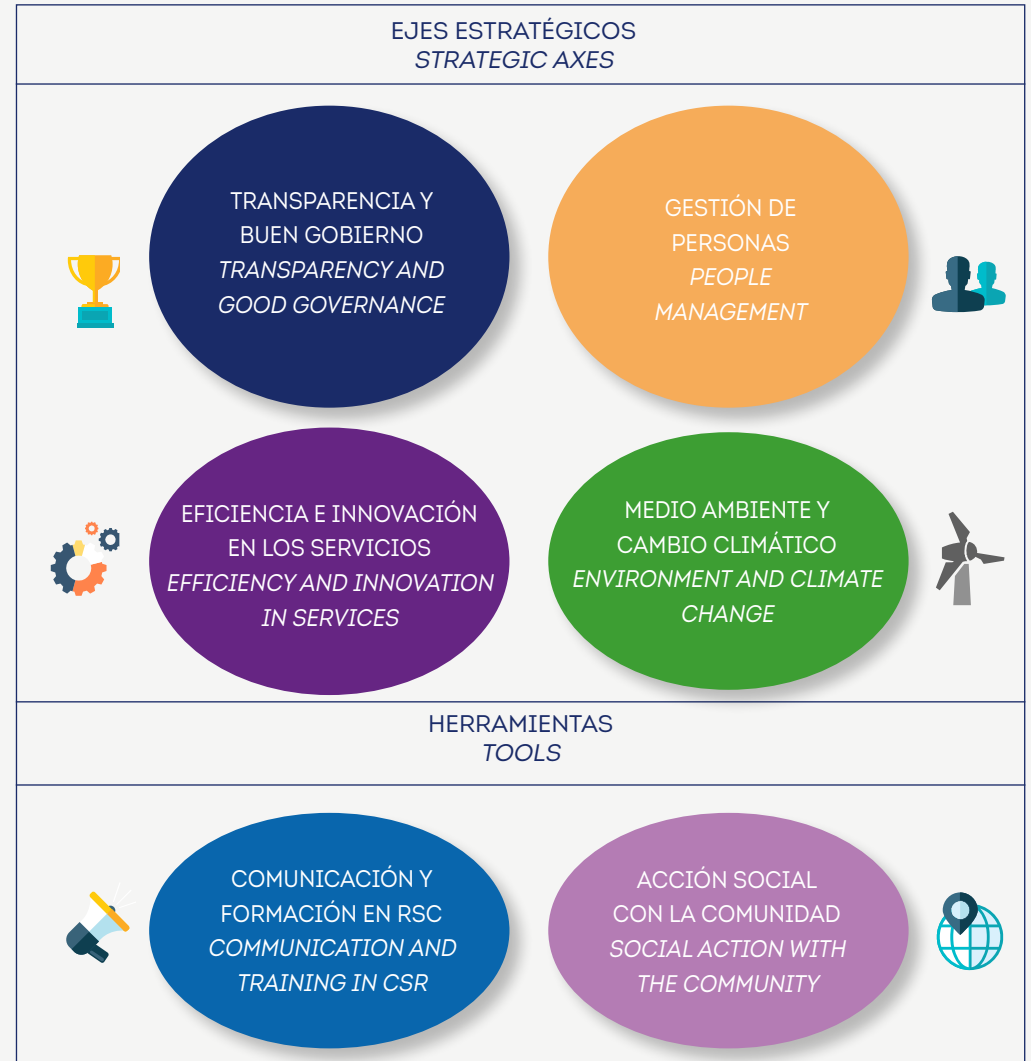 EJES ESTRATÉGICOS
STRATEGIC AXES
TRANSPARENCIA Y
BUEN GOBIERNO
TRANSPARENCY AND
GOOD GOVERNANCE
GESTIÓN DE
PERSONAS
PEOPLE
MANAGEMENT
EFICIENCIA E INNOVACIÓN
EN LOS SERVICIOS
EFFICIENCY AND INNOVATION
IN SERVICES
MEDIO AMBIENTE Y
CAMBIO CLIMÁTICO
ENVIRONMENT AND CLIMATE
CHANGE
HERRAMIENTAS
TOOLS
COMUNICACIÓN Y
FORMACIÓN EN RSC
COMMUNICATION AND
TRAINING IN CSR
ACCIÓN SOCIAL
CON LA COMUNIDAD
SOCIAL ACTION WITH
THE COMMUNITY